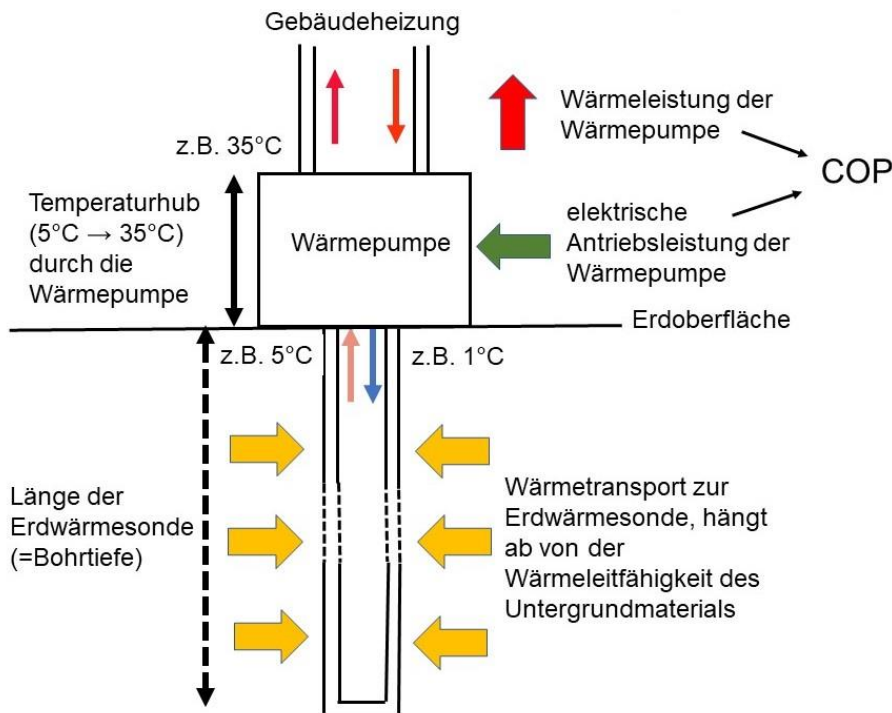 Gebäudeheizung
z.B. 35°C
Wärmeleistung der
Wärmepumpe
COP
Temperaturhub
(5°C → 35°C)
durch die
Wärmepumpe
Wärmepumpe
elektrische
Antriebsleistung der
Wärmepumpe
Erdoberfläche
z.B. 5°C
z.B. 1°C
Länge der
Erdwärmesonde
(=Bohrtiefe)
Wärmetransport zur
Erdwärmesonde, hängt
ab von der
Wärmeleitfähigkeit des
Untergrundmaterials